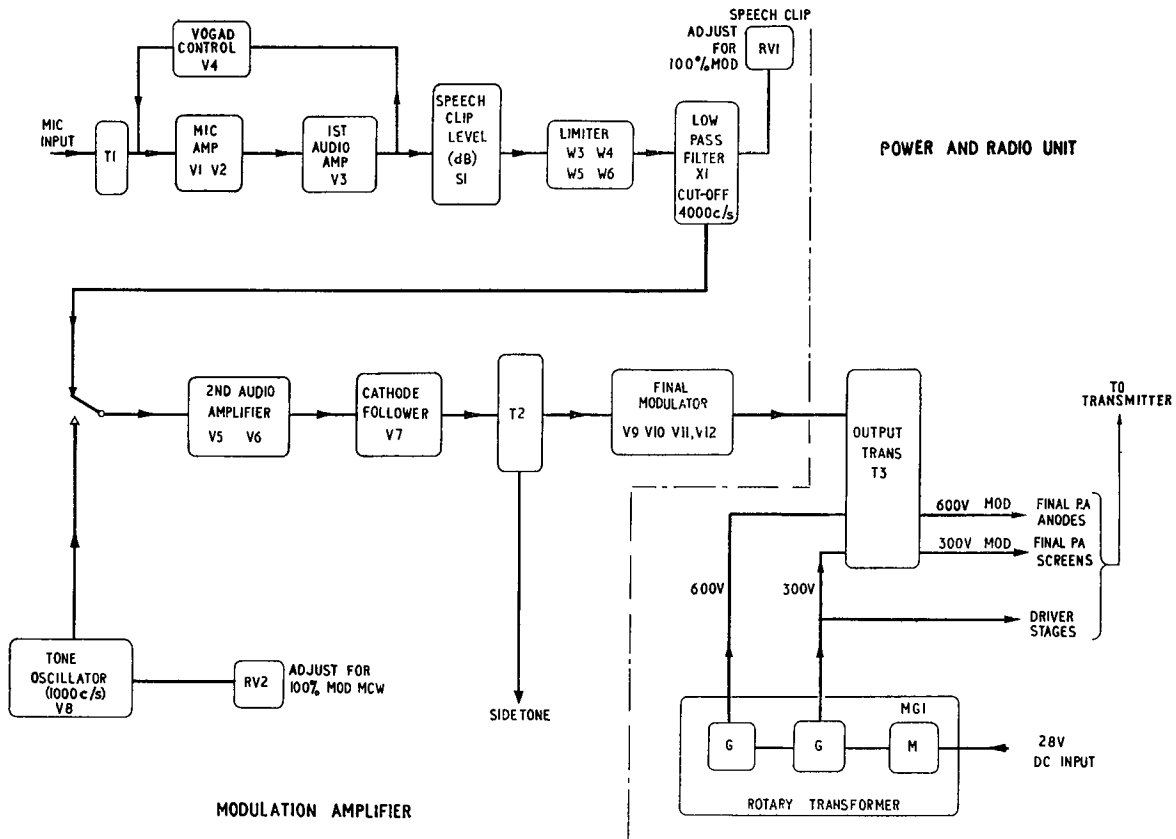 SPEECH CLIP
ADJUST
FOR
100% MOD
RV1
VOGAD
CONTROL
V4
MIC
INPUT
T1
MIC
AMP
V1 V2
1ST
AUDIO
AMP
V3
SPEECH
CLIP
LEVEL
(dB)
S1
LIMITER
W3 W4
W5 W6
LOW
PASS
FILTER
X1
CUT-OFF
4000c/s
POWER AND RADIO UNIT
2ND AUDIO
AMPLIFIER
V5 V6
CATHODE
FOLLOWER
V7
T2
FINAL
MODULATOR
V9 V10 V11,V12
OUTPUT
TRANS
T3
TO
TRANSMITTER
600V MOD
FINAL P.A
ANODES
300V MOD
FINAL PA
SCREENS
600V
300V
DRIVER
STAGES
TONE
OSCILLATOR
(1000c/s)
V8
RV2
ADJUST FOR
100% MOD MCW
SIDETONE
MG1
G
G
M
28V
DC INPUT
ROTARY TRANSFORMER
MODULATION AMPLIFIER